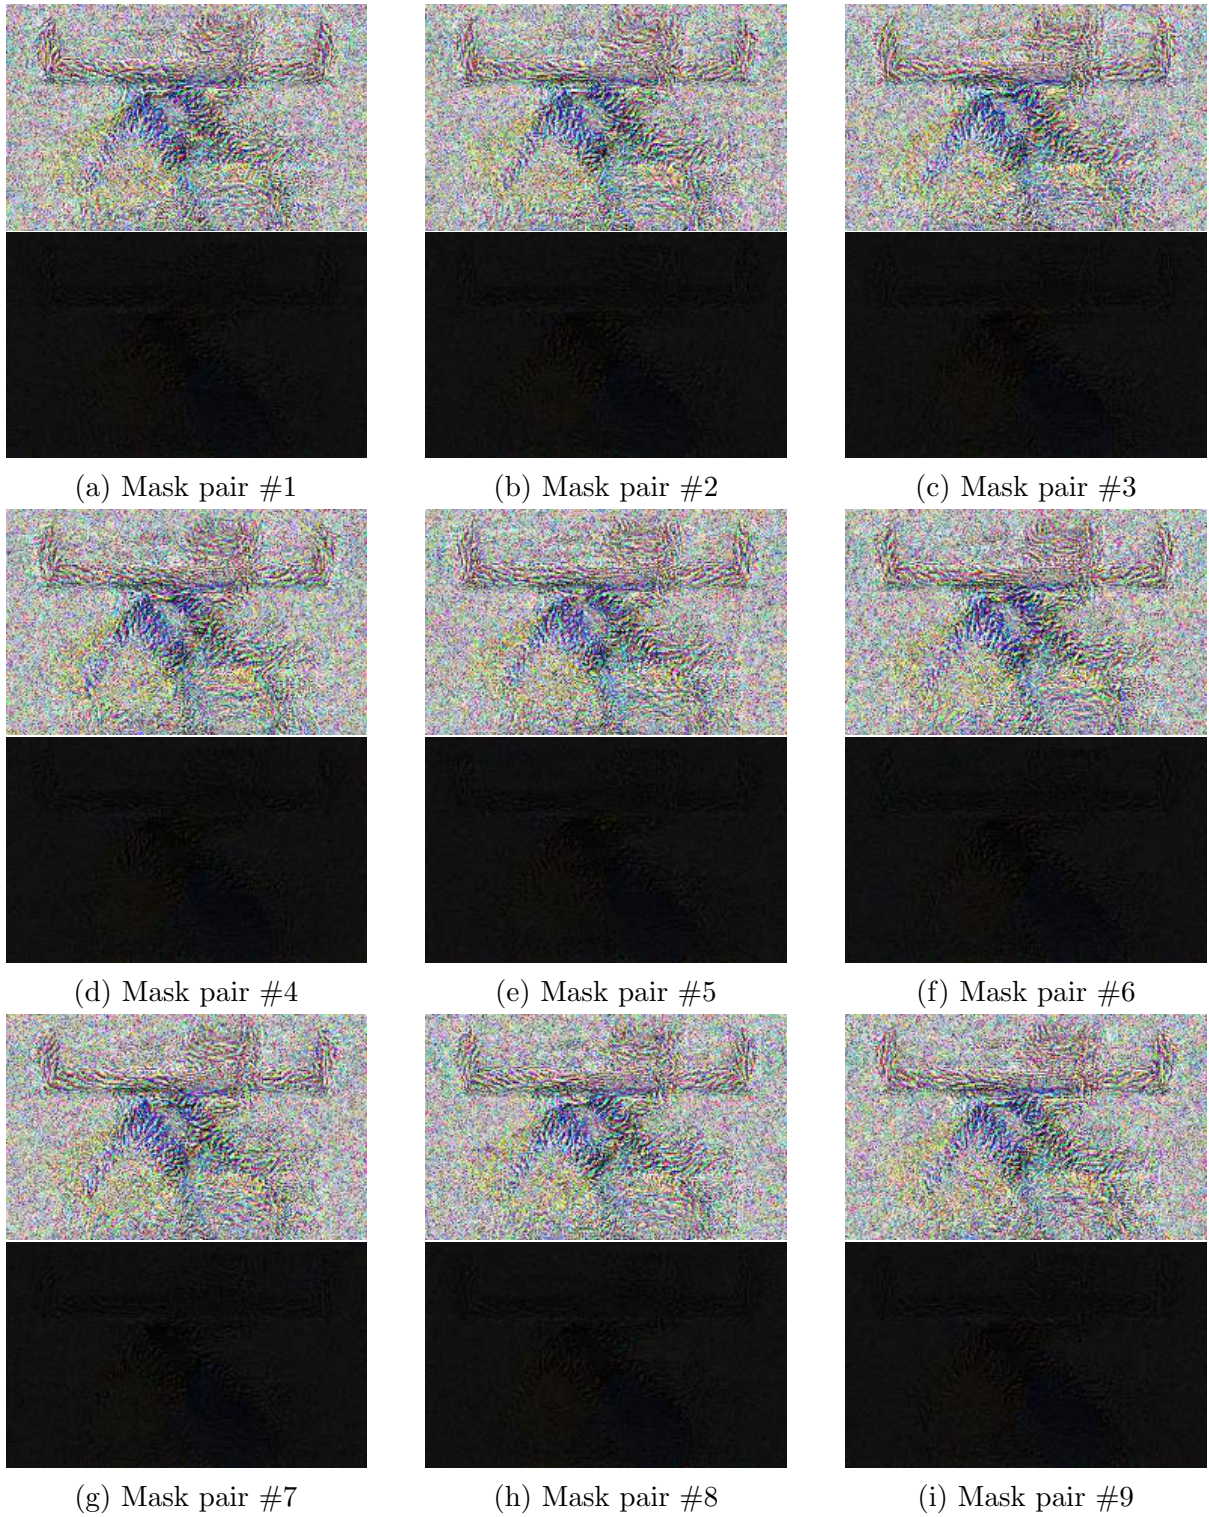 (a) Mask pair #1
(b) Mask pair #2
(c) Mask pair #3
(d) Mask pair #4
(e) Mask pair #5
(f) Mask pair #6
(g) Mask pair #7
(h) Mask pair #8
(i) Mask pair #9